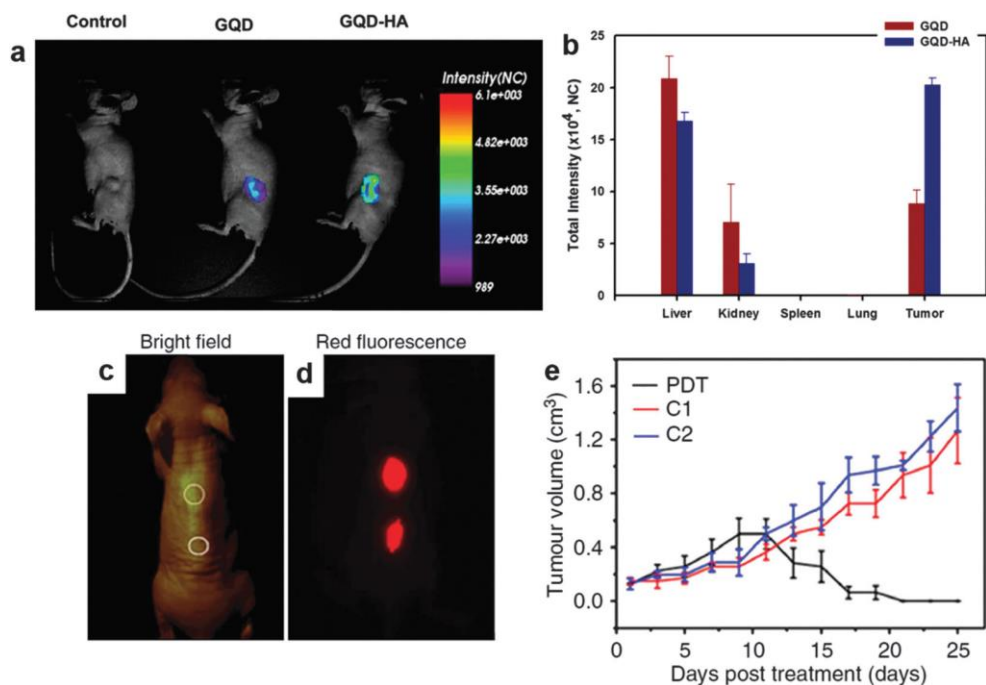 Control GQD GQD-HA
a
Intensity(NC)
6.1e+003
4.82e+003
3.55e+003
2.27e+003
989
b
GQD
GQD-HA
Total Intensity (x10⁴, NC)
25
20
15
10
5
0
Liver Kidney Spleen Lung Tumor
Bright field
c
Red fluorescence
d
e
PDT
C1
C2
Tumour volume (cm³)
1.6
1.2
0.8
0.4
0.0
0 5 10 15 20 25
Days post treatment (days)